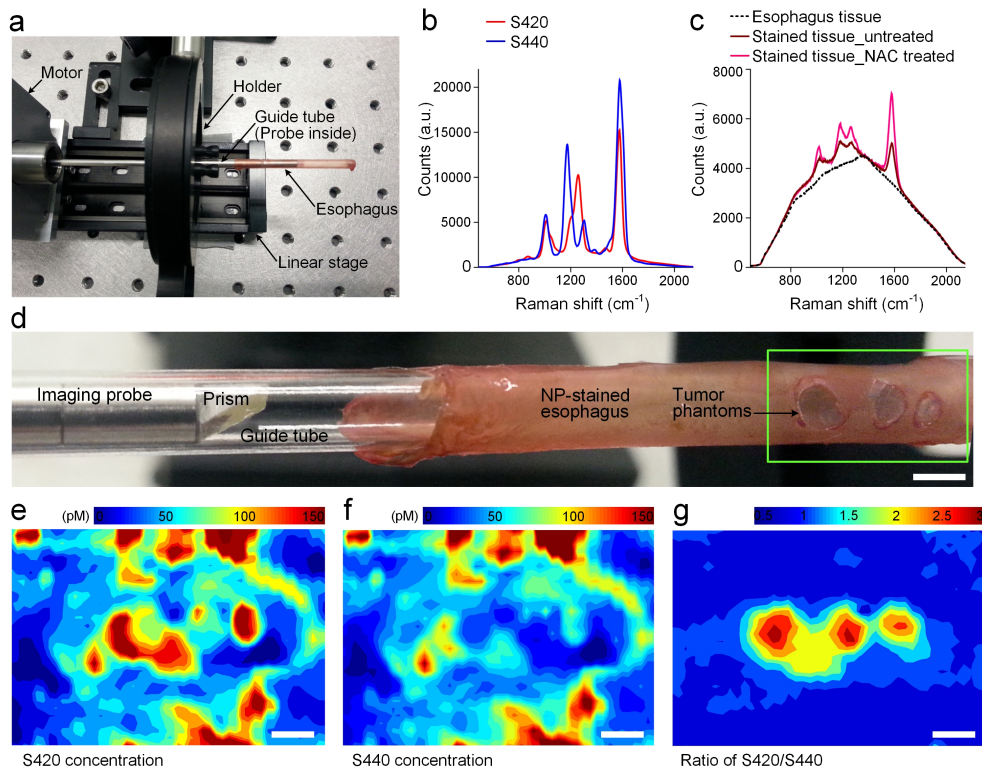 a
Motor
Holder
Guide tube
(Probe inside)
Esophagus
Linear stage
b
S420
S440
Counts (a.u.)
20000
15000
10000
5000
0
800
1200
1600
2000
Raman shift (cm⁻¹)
c
Esophagus tissue
Stained tissue_untreated
Stained tissue_NAC treated
Counts (a.u.)
8000
6000
4000
2000
0
800
1200
1600
2000
Raman shift (cm⁻¹)
d
Imaging probe
Prism
Guide tube
NP-stained
esophagus
Tumor
phantoms
e
(pM)
0
50
100
150
S420 concentration
f
(pM)
0
50
100
150
S440 concentration
g
0.5
1
1.5
2
2.5
3
Ratio of S420/S440